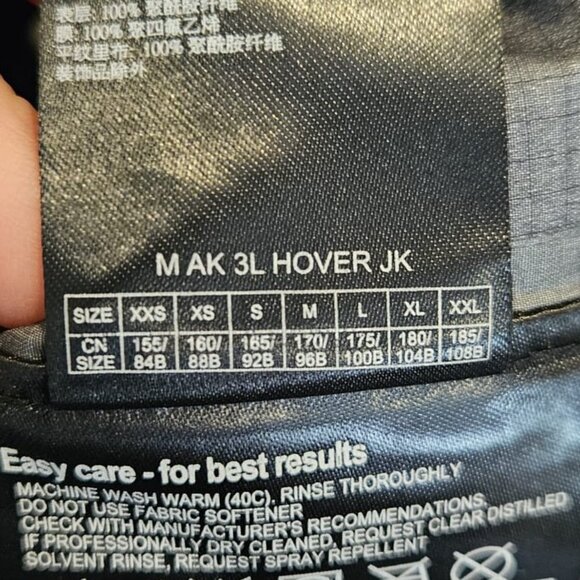 表层: 100% 聚酰胺纤维
膜: 100% 聚四氟乙烯
平纹里布: 100% 聚酰胺纤维
装饰品除外
M AK 3L HOVER JK
SIZE XXS XS S M L XL XXL
CN SIZE 155/84B 160/88B 165/92B 170/96B 175/100B 180/104B 185/108B
Easy care - for best results
MACHINE WASH WARM (40C). RINSE THOROUGHLY
DO NOT USE FABRIC SOFTENER
CHECK WITH MANUFACTURER'S RECOMMENDATIONS.
IF PROFESSIONALLY DRY CLEANED, REQUEST CLEAR DISTILLED
SOLVENT RINSE, REQUEST SPRAY REPELLENT